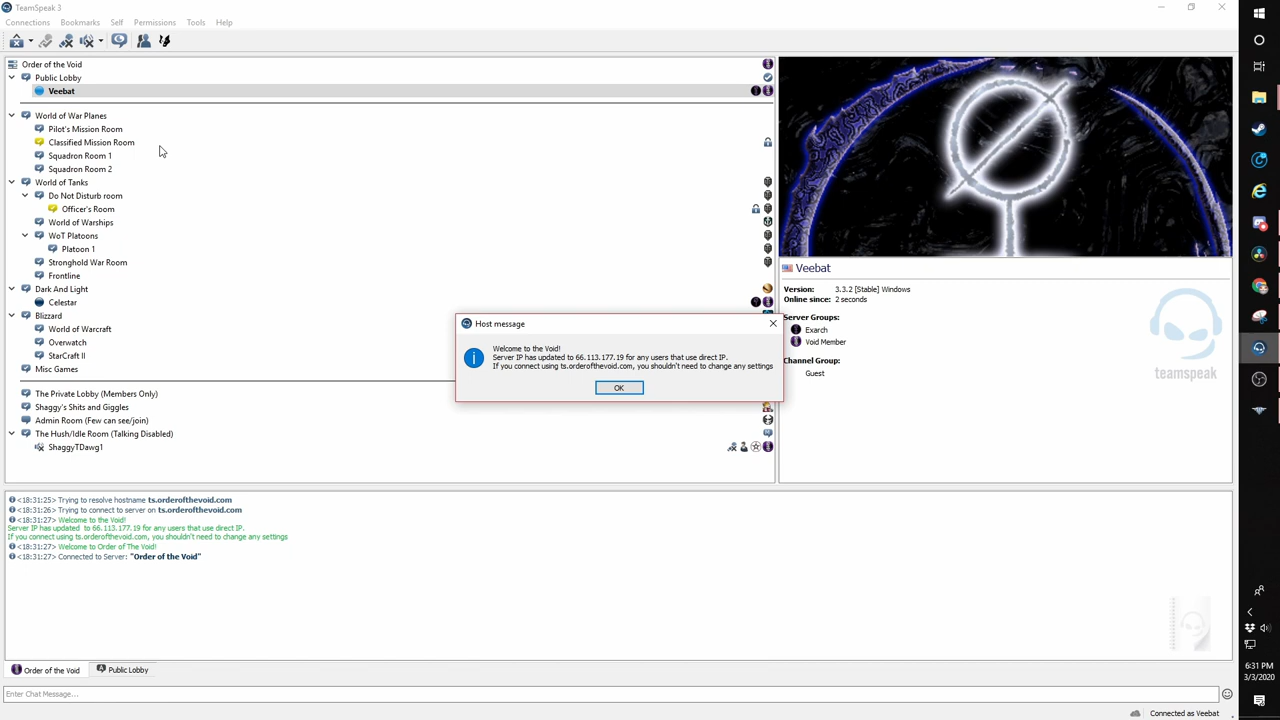 TeamSpeak 3
Connections Bookmarks Self Permissions Tools Help
Order of the Void
Public Lobby
Veebat
World of War Planes
Pilot's Mission Room
Classified Mission Room
Squadron Room 1
Squadron Room 2
World of Tanks
Do Not Disturb room
Officer's Room
World of Warships
WoT Platoons
Platoon 1
Stronghold War Room
Frontline
Dark And Light
Celestar
Blizzard
World of Warcraft
Overwatch
StarCraft II
Misc Games
The Private Lobby (Members Only)
Shaggy's Shits and Giggles
Admin Room (Few can see/join)
The Hush/Idle Room (Talking Disabled)
ShaggyTDawg1
Veebat
Version: 3.3.2 [Stable] Windows
Online since: 2 seconds
Server Groups:
Exarch
Void Member
Channel Group:
Guest
teamspeak
Host message
Welcome to the Void!
Server IP has updated to 66.113.177.19 for any users that use direct IP.
If you connect using ts.orderofthevoid.com, you shouldn't need to change any settings
OK
<18:31:25> Trying to resolve hostname ts.orderofthevoid.com
<18:31:26> Trying to connect to server on ts.orderofthevoid.com
<18:31:27> Welcome to the Void!
Server IP has updated to 66.113.177.19 for any users that use direct IP.
If you connect using ts.orderofthevoid.com, you shouldn't need to change any settings
<18:31:27> Welcome to Order of The Void!
<18:31:27> Connected to Server: "Order of the Void"
Order of the Void Public Lobby
Enter Chat Message...
Connected as Veebat
6:31 PM
3/3/2020